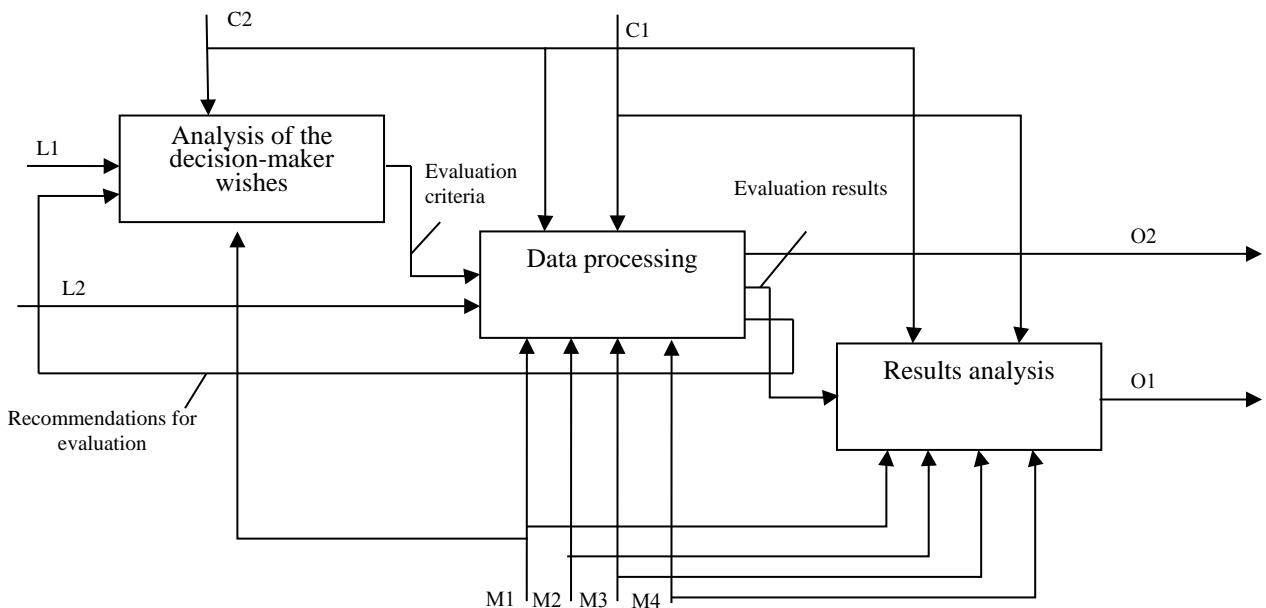 C2
C1
Analysis of the
decision-maker
wishes
L1
Evaluation
criteria
Evaluation results
O2
Data processing
L2
Results analysis
O1
Recommendations for
evaluation
M1
M2
M3
M4